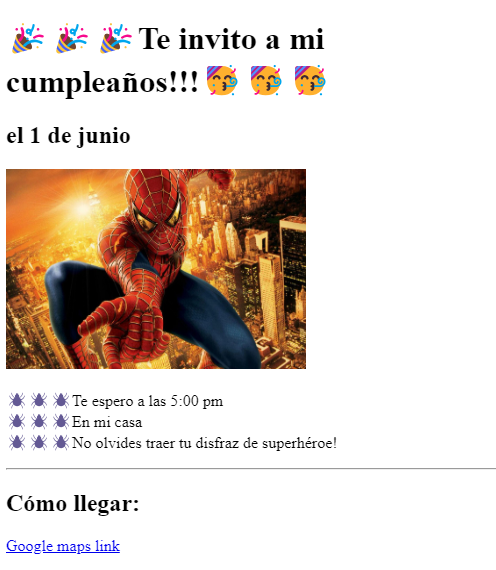 🎉 🎉 🎉 Te invito a mi
cumpleaños!!! 🥳 🥳 🥳
el 1 de junio
🕷 🕷 🕷 Te espero a las 5:00 pm
🕷 🕷 🕷 En mi casa
🕷 🕷 🕷 No olvides traer tu disfraz de superhéroe!
Cómo llegar:
Google maps link